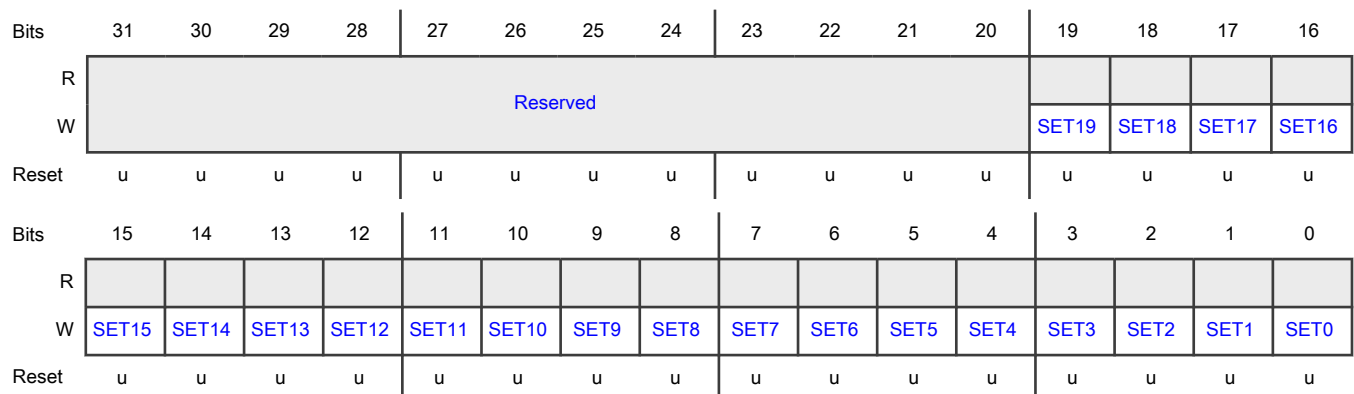 Bits 31 30 29 28 27 26 25 24 23 22 21 20 19 18 17 16
R
Reserved
W SET19 SET18 SET17 SET16
Reset u u u u u u u u u u u u u u u u
Bits 15 14 13 12 11 10 9 8 7 6 5 4 3 2 1 0
R
W SET15 SET14 SET13 SET12 SET11 SET10 SET9 SET8 SET7 SET6 SET5 SET4 SET3 SET2 SET1 SET0
Reset u u u u u u u u u u u u u u u u